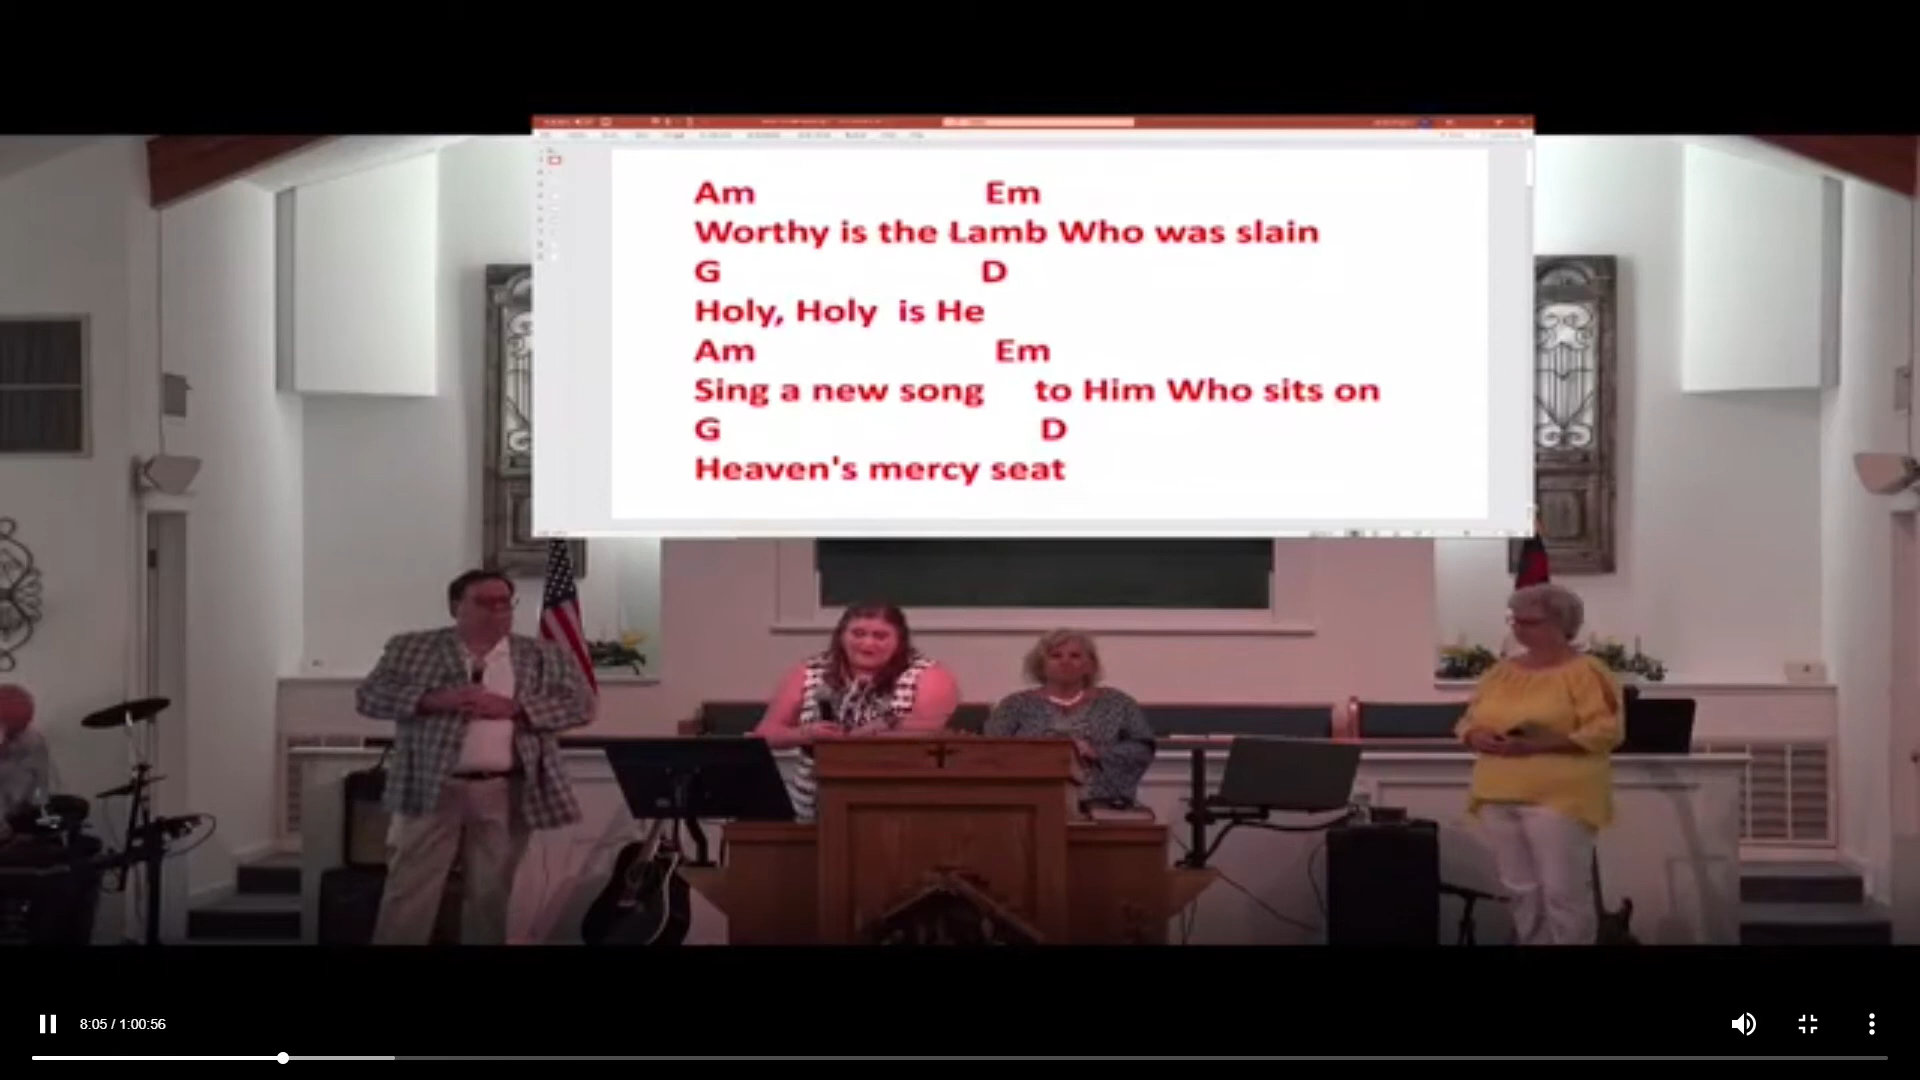 Am Em
Worthy is the Lamb Who was slain
G D
Holy, Holy is He
Am Em
Sing a new song to Him Who sits on
G D
Heaven's mercy seat
8:05 / 1:00:56